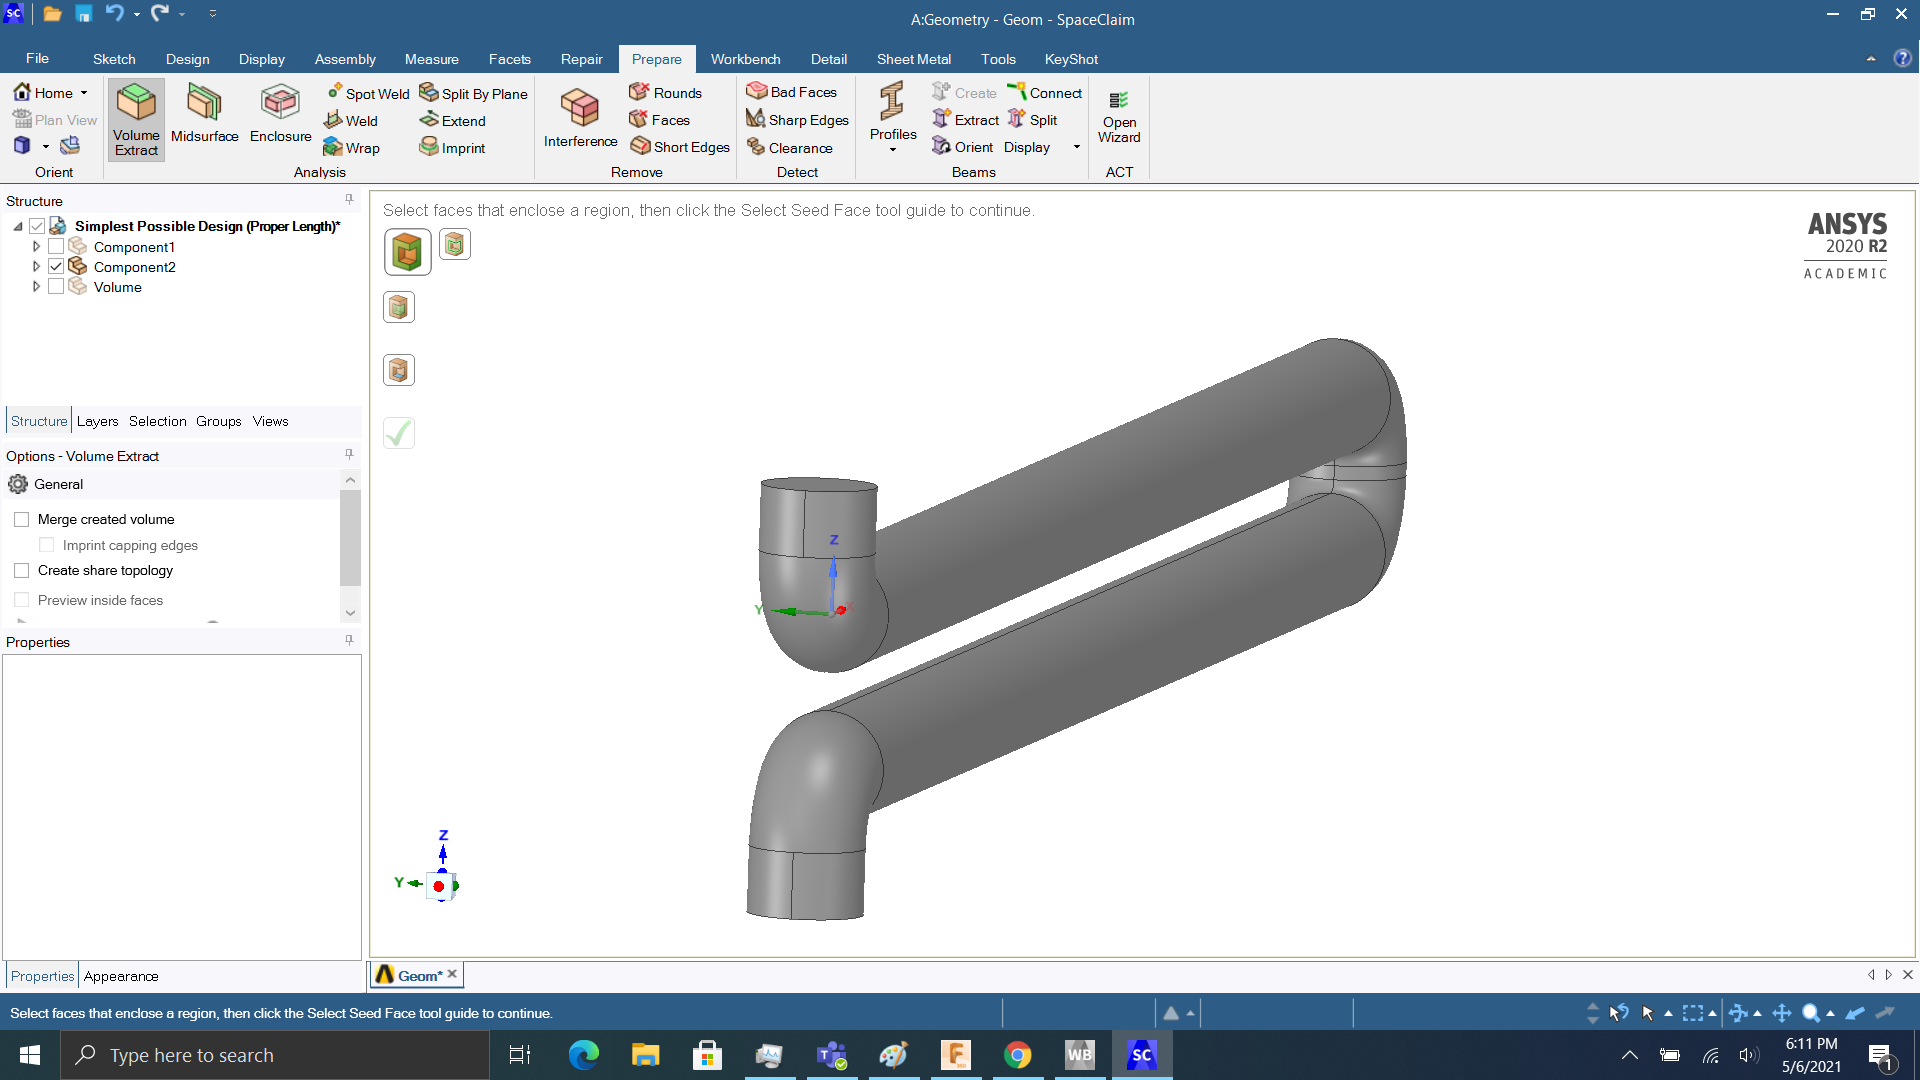 SC
A:Geometry - Geom - SpaceClaim
File Sketch Design Display Assembly Measure Facets Repair Prepare Workbench Detail Sheet Metal Tools KeyShot
Home
Plan View
Orient
Volume Extract
Midsurface
Enclosure
Spot Weld
Weld
Wrap
Split By Plane
Extend
Imprint
Analysis
Interference
Rounds
Faces
Short Edges
Remove
Bad Faces
Sharp Edges
Clearance
Detect
Profiles
Create
Extract
Orient
Connect
Split
Display
Beams
Open Wizard
ACT
Structure
Simplest Possible Design (Proper Length)*
Component1
Component2
Volume
Structure Layers Selection Groups Views
Options - Volume Extract
General
Merge created volume
Imprint capping edges
Create share topology
Preview inside faces
Properties
Properties Appearance
Select faces that enclose a region, then click the Select Seed Face tool guide to continue.
ANSYS
2020 R2
ACADEMIC
Z
Y
Z
Y
Geom*
Select faces that enclose a region, then click the Select Seed Face tool guide to continue.
Type here to search
T
F
WB
SC
6:11 PM
5/6/2021
1